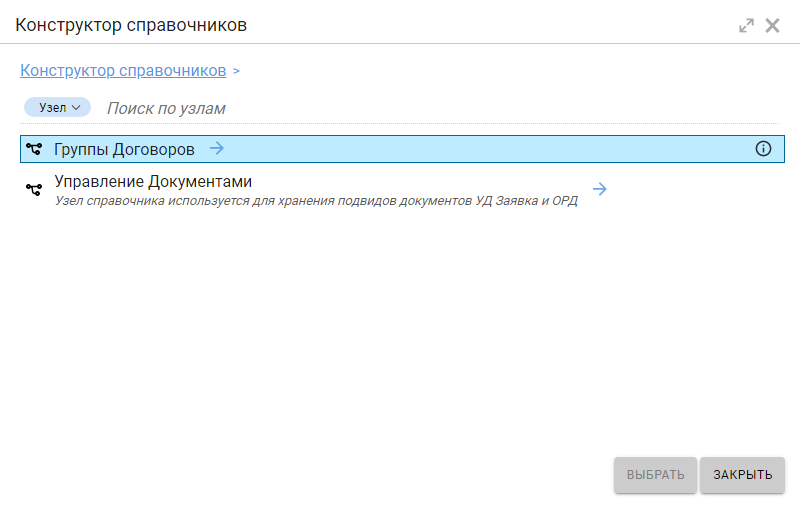 Конструктор справочников
Конструктор справочников >
Узел Поиск по узлам
Группы Договоров
Управление Документами
Узел справочника используется для хранения подвидов документов УД Заявка и ОРД
ВЫБРАТЬ ЗАКРЫТЬ